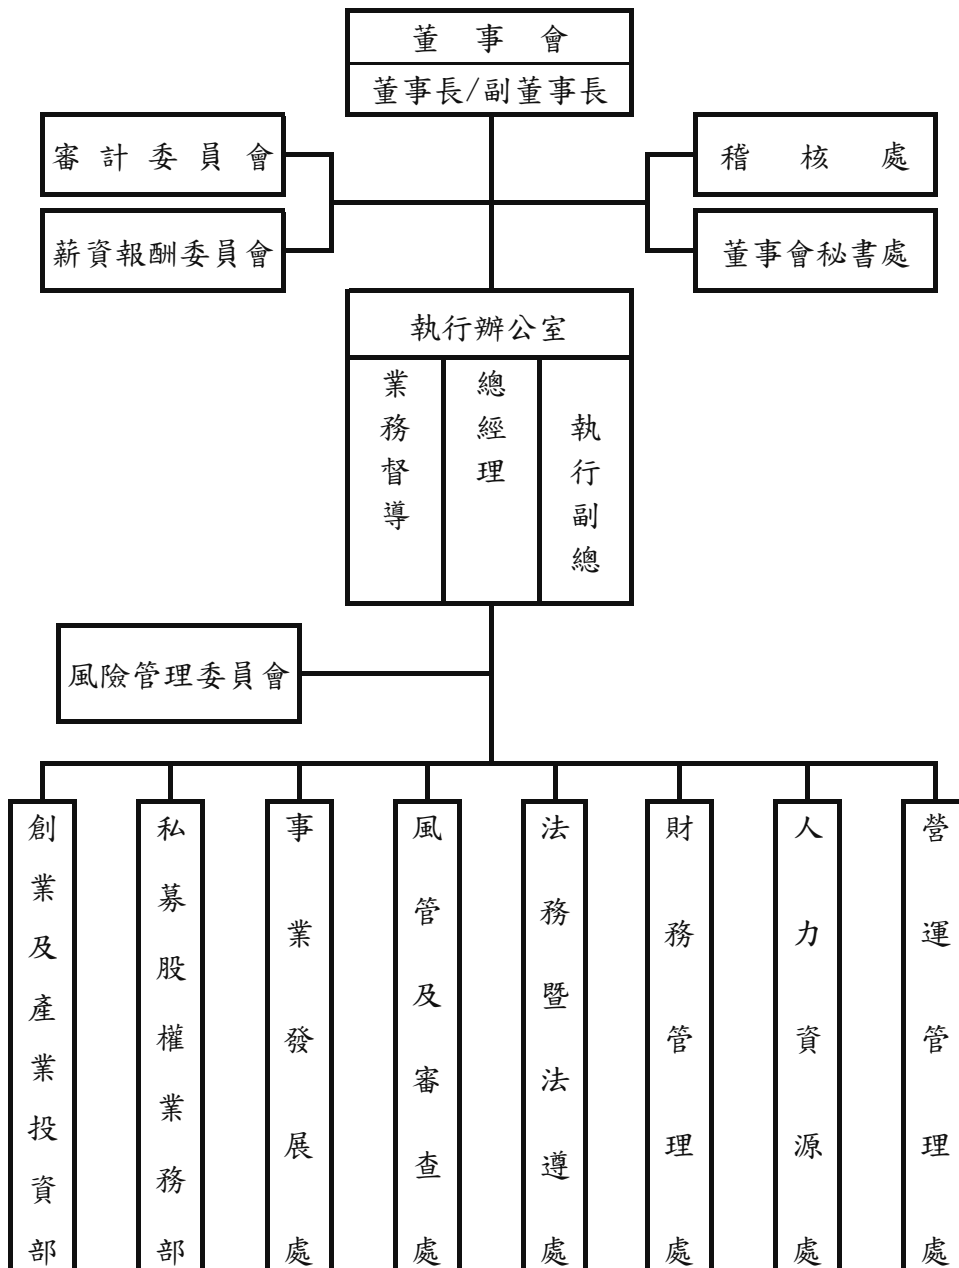 董事會
董事長/副董事長
審計委員會
稽核處
薪資報酬委員會
董事會秘書處
執行辦公室
業務督導
總經理
執行副總
風險管理委員會
創業及產業投資部
私募股權業務部
事業發展處
風管及審查處
法務暨法遵處
財務管理處
人力資源處
營運管理處